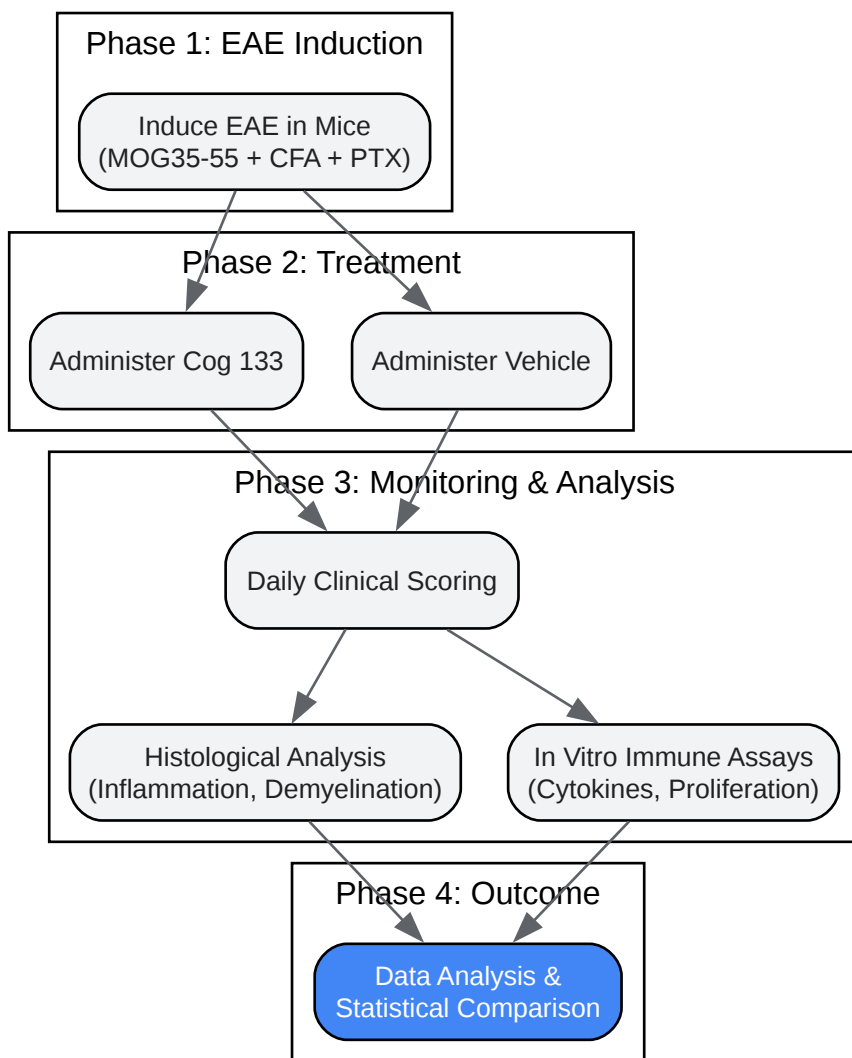 Phase 1: EAE Induction
Induce EAE in Mice
(MOG35-55 + CFA + PTX)
Phase 2: Treatment
Administer Cog 133
Administer Vehicle
Phase 3: Monitoring & Analysis
Daily Clinical Scoring
Histological Analysis
(Inflammation, Demyelination)
In Vitro Immune Assays
(Cytokines, Proliferation)
Phase 4: Outcome
Data Analysis &
Statistical Comparison